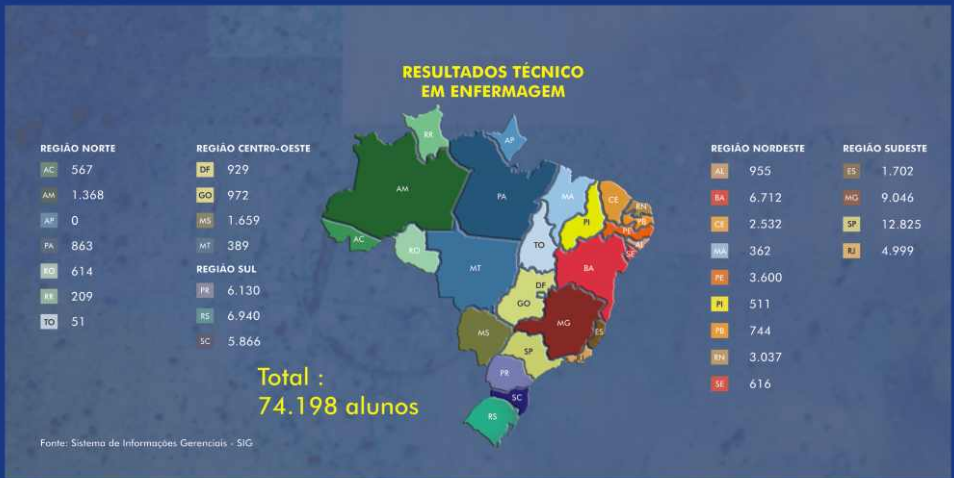 RESULTADOS TÉCNICO
EM ENFERMAGEM
REGIÃO NORTE
AC 567
AM 1.368
AP 0
PA 863
RO 614
RR 209
TO 51
REGIÃO CENTR0-OESTE
DF 929
GO 972
MS 1.659
MT 389
REGIÃO SUL
PR 6.130
RS 6.940
SC 5.866
Total :
74.198 alunos
RR
AP
AM
PA
MA
CE
RN
PB
PI
PE
AL
SE
AC
RO
TO
MT
BA
DF
GO
MG
MS
ES
SP
RJ
PR
SC
RS
REGIÃO NORDESTE
AL 955
BA 6.712
CE 2.532
MA 362
PE 3.600
PI 511
PB 744
RN 3.037
SE 616
REGIÃO SUDESTE
ES 1.702
MG 9.046
SP 12.825
RJ 4.999
Fonte: Sistema de Informações Gerenciais - SIG